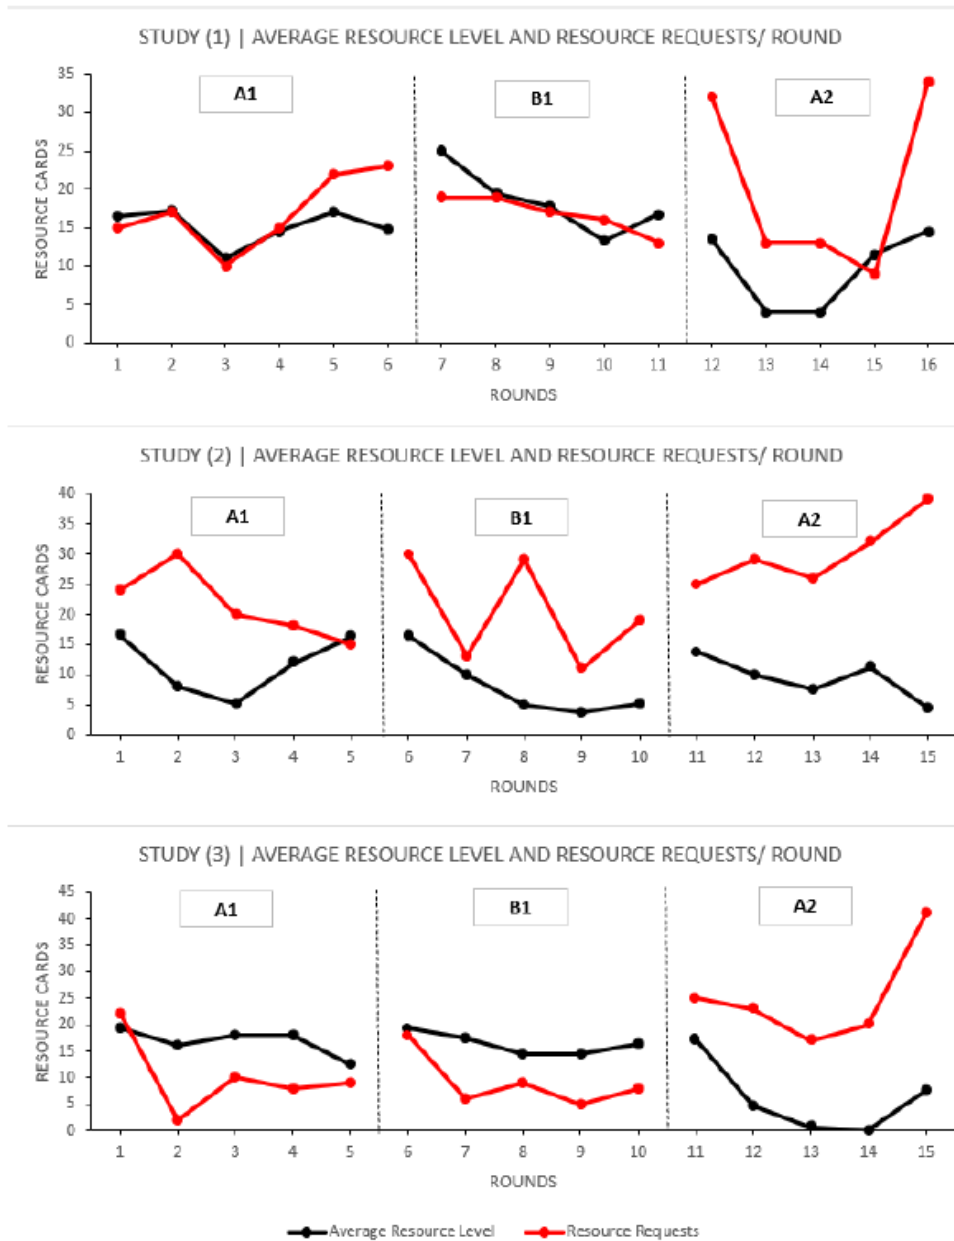 STUDY (1) | AVERAGE RESOURCE LEVEL AND RESOURCE REQUESTS/ ROUND
A1
B1
A2
RESOURCE CARDS
35
30
25
20
15
10
5
0
1 2 3 4 5 6 7 8 9 10 11 12 13 14 15 16
ROUNDS
STUDY (2) | AVERAGE RESOURCE LEVEL AND RESOURCE REQUESTS/ ROUND
A1
B1
A2
RESOURCE CARDS
40
35
30
25
20
15
10
5
0
1 2 3 4 5 6 7 8 9 10 11 12 13 14 15
ROUNDS
STUDY (3) | AVERAGE RESOURCE LEVEL AND RESOURCE REQUESTS/ ROUND
A1
B1
A2
RESOURCE CARDS
45
40
35
30
25
20
15
10
5
0
1 2 3 4 5 6 7 8 9 10 11 12 13 14 15
ROUNDS
Average Resource Level Resource Requests